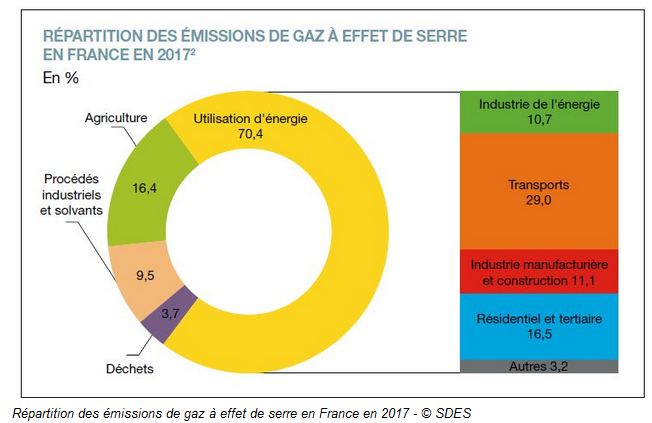 RÉPARTITION DES ÉMISSIONS DE GAZ À EFFET DE SERRE
EN FRANCE EN 2017²
En %
Agriculture
16,4
Procédés
industriels
et solvants
9,5
3,7
Déchets
Utilisation d'énergie
70,4
Industrie de l'énergie
10,7
Transports
29,0
Industrie manufacturière
et construction 11,1
Résidentiel et tertiaire
16,5
Autres 3,2
Répartition des émissions de gaz à effet de serre en France en 2017 - © SDES